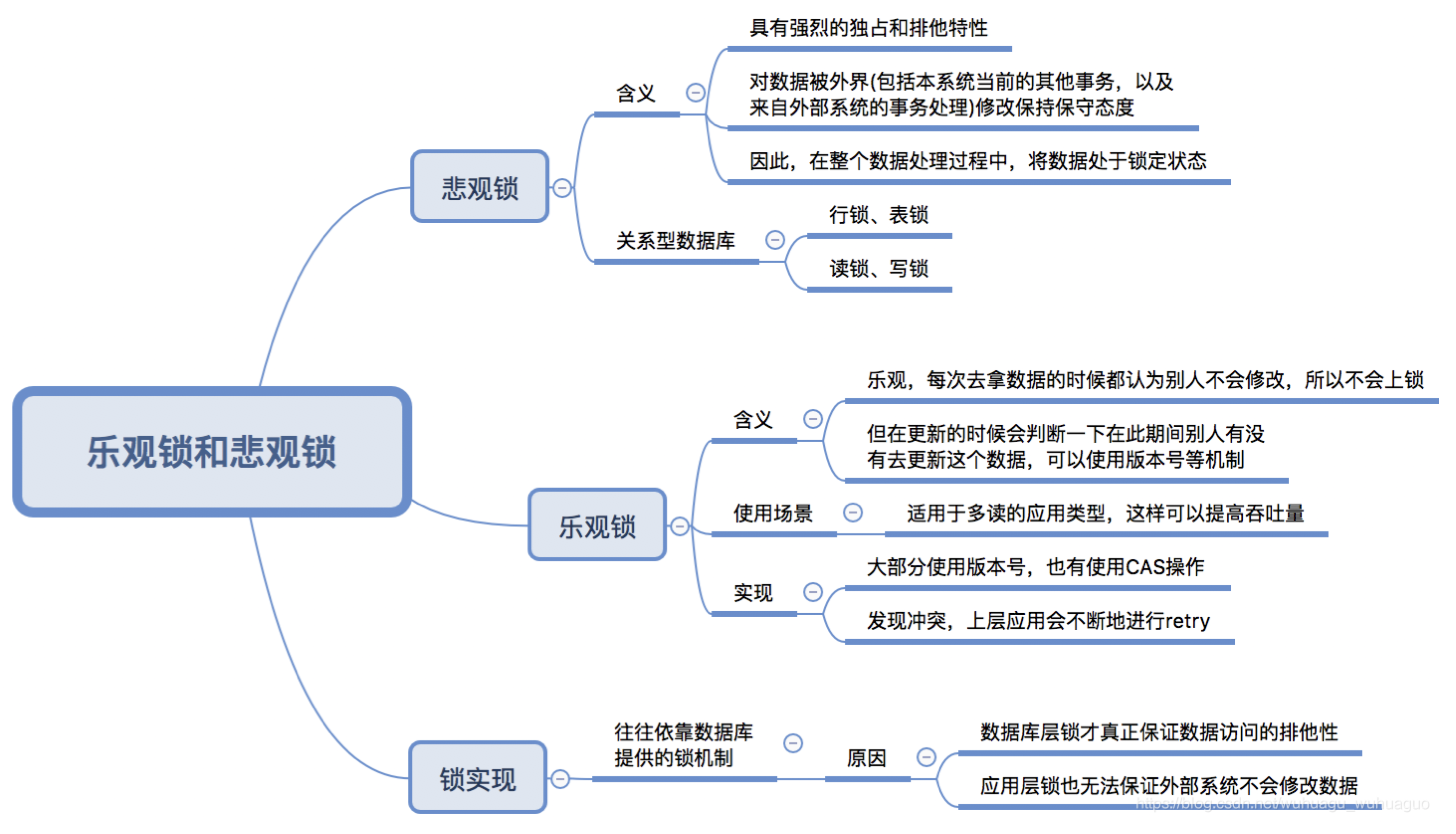 乐观锁和悲观锁
悲观锁
含义
具有强烈的独占和排他特性
对数据被外界(包括本系统当前的其他事务，以及
来自外部系统的事务处理)修改保持保守态度
因此，在整个数据处理过程中，将数据处于锁定状态
关系型数据库
行锁、表锁
读锁、写锁
乐观锁
含义
乐观，每次去拿数据的时候都认为别人不会修改，所以不会上锁
但在更新的时候会判断一下在此期间别人有没
有去更新这个数据，可以使用版本号等机制
使用场景
适用于多读的应用类型，这样可以提高吞吐量
实现
大部分使用版本号，也有使用CAS操作
发现冲突，上层应用会不断地进行retry
锁实现
往往依靠数据库
提供的锁机制
原因
数据库层锁才真正保证数据访问的排他性
应用层锁也无法保证外部系统不会修改数据
https://blog.csdn.net/wuhuagu_wuhuaguo